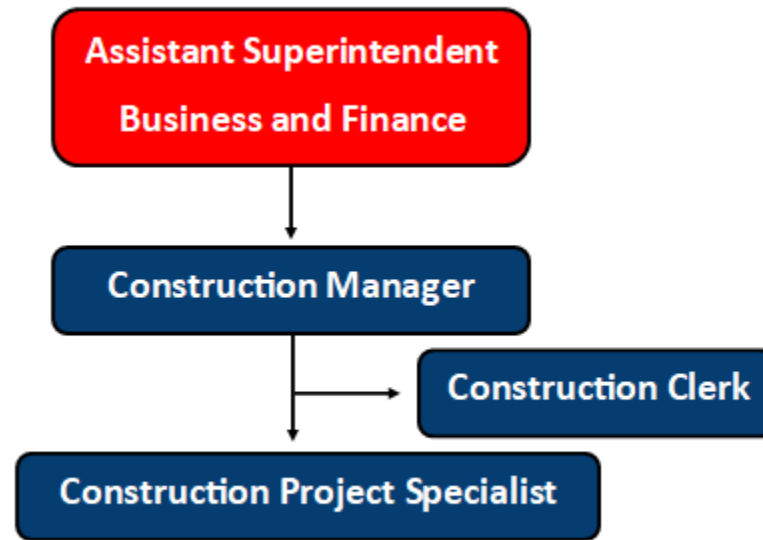 Assistant Superintendent
Business and Finance
Construction Manager
Construction Clerk
Construction Project Specialist